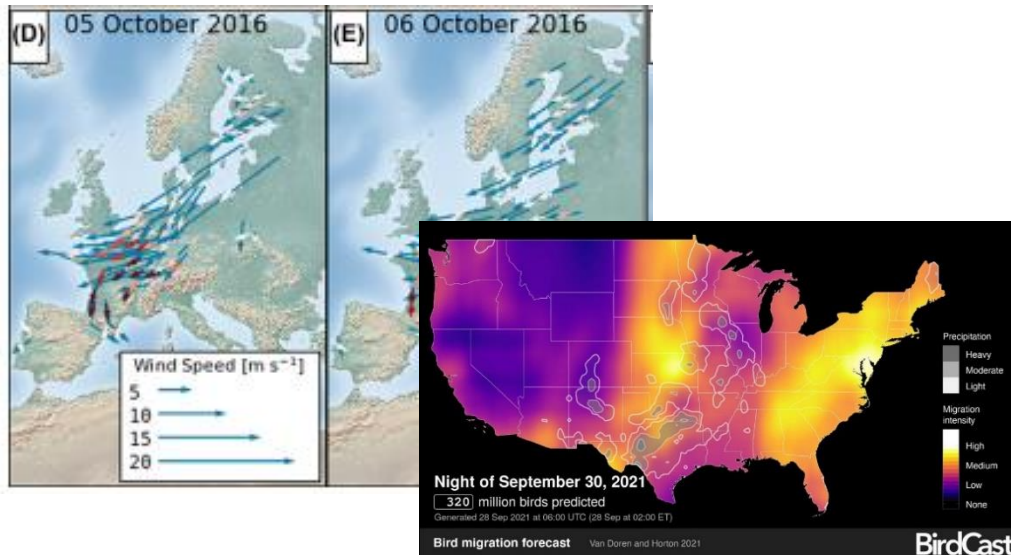 (D) 05 October 2016
(E) 06 October 2016
Wind Speed [m s⁻¹]
5
10
15
20
Precipitation
Heavy
Moderate
Light
Migration
intensity
High
Medium
Low
None
Night of September 30, 2021
320 million birds predicted
Generated 28 Sep 2021 at 06:00 UTC (28 Sep at 02:00 ET)
Bird migration forecast Van Doren and Horton 2021
BirdCast